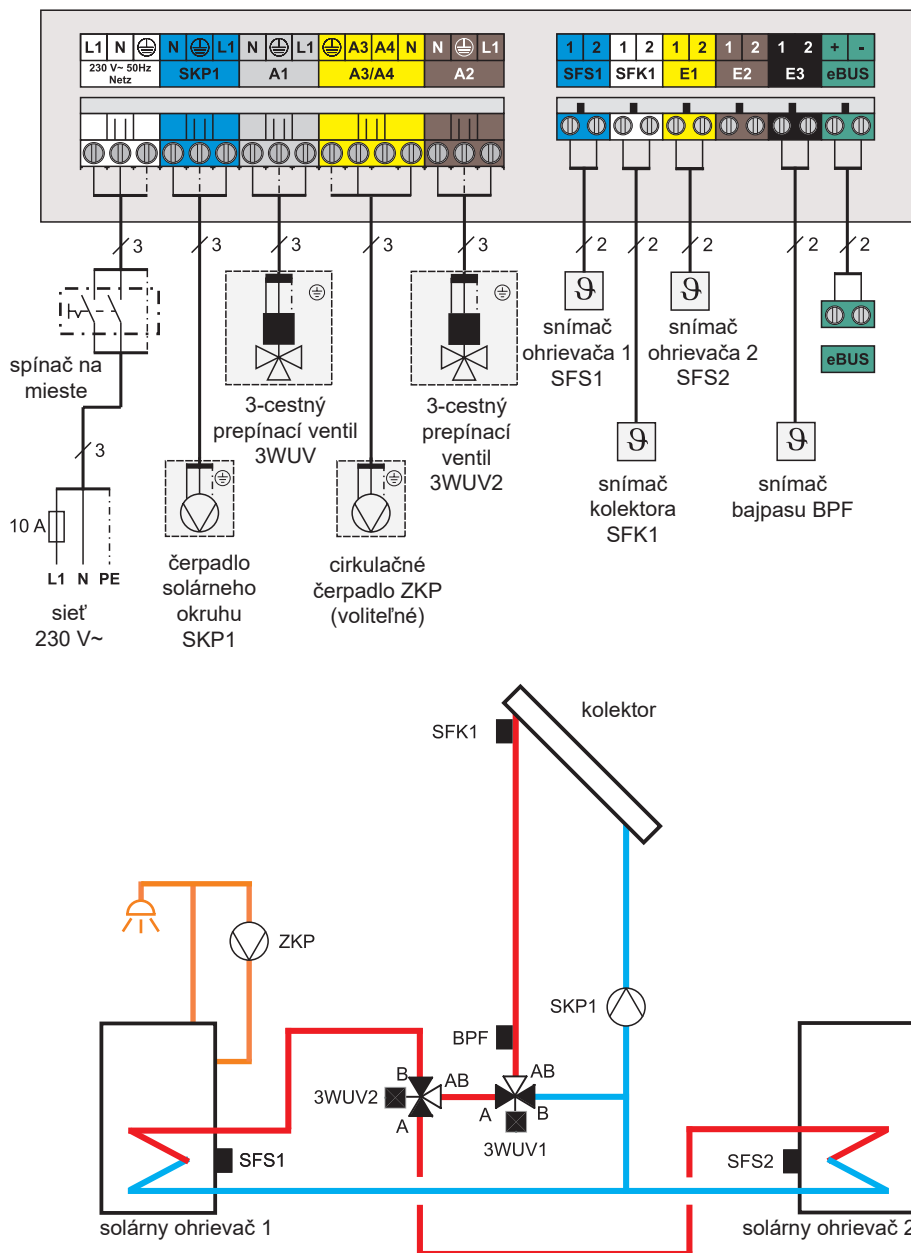 L1 N N L1 N L1 A3 A4 N N L1
230 V~ 50Hz
Netz
SKP1 A1 A3/A4 A2
1 2 1 2 1 2 1 2 1 2 + -
SFS1 SFK1 E1 E2 E3 eBUS
3 3 3 3 3 2 2 2 2 2
spínač na
mieste
3-cestný
prepínací ventil
3WUV
3-cestný
prepínací
ventil
3WUV2
ϑ
snímač
ohrievača 1
SFS1
ϑ
snímač
ohrievača 2
SFS2
eBUS
3
10 A
L1 N PE
sieť
230 V~
čerpadlo
solárneho
okruhu
SKP1
cirkulačné
čerpadlo ZKP
(voliteľné)
ϑ
snímač
kolektora
SFK1
ϑ
snímač
bajpasu BPF
kolektor
SFK1
ZKP
SKP1
BPF
B
AB
AB
3WUV2
A
A
B
3WUV1
SFS1
SFS2
solárny ohrievač 1
solárny ohrievač 2